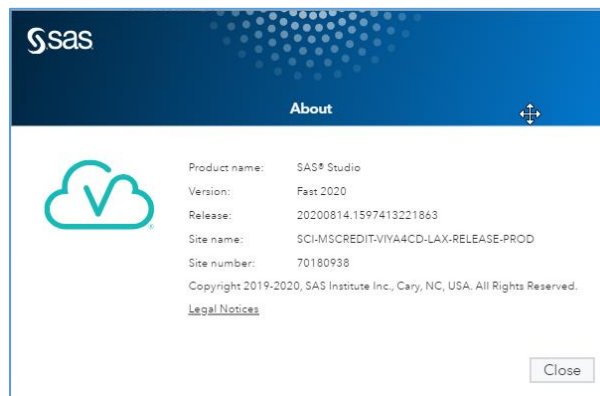 sas
About
Product name: SAS® Studio
Version: Fast 2020
Release: 20200814.1597413221863
Site name: SCI-MSCREDIT-VIYA4CD-LAX-RELEASE-PROD
Site number: 70180938
Copyright 2019-2020, SAS Institute Inc., Cary, NC, USA. All Rights Reserved.
Legal Notices
Close